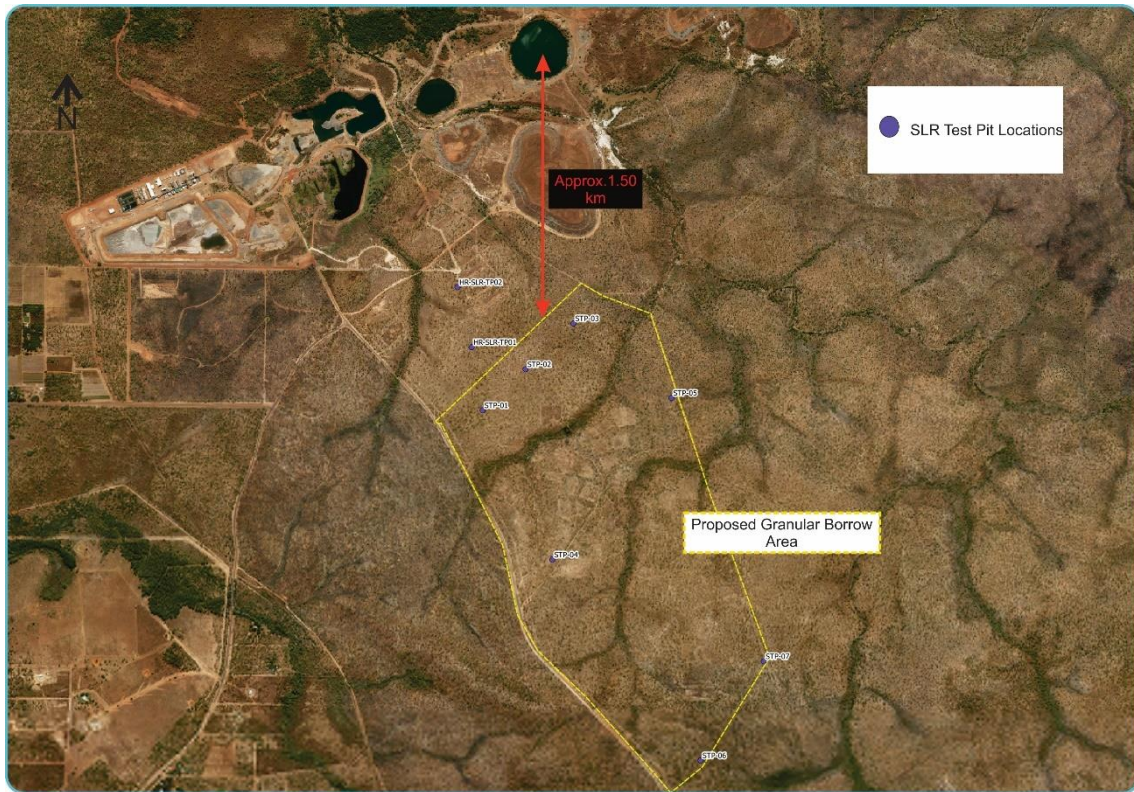 N
SLR Test Pit Locations
Approx.1.50
km
HR-SLR-TP02
STP-03
HR-SLR-TP01
STP-02
STP-05
STP-01
Proposed Granular Borrow
Area
STP-04
STP-07
STP-06